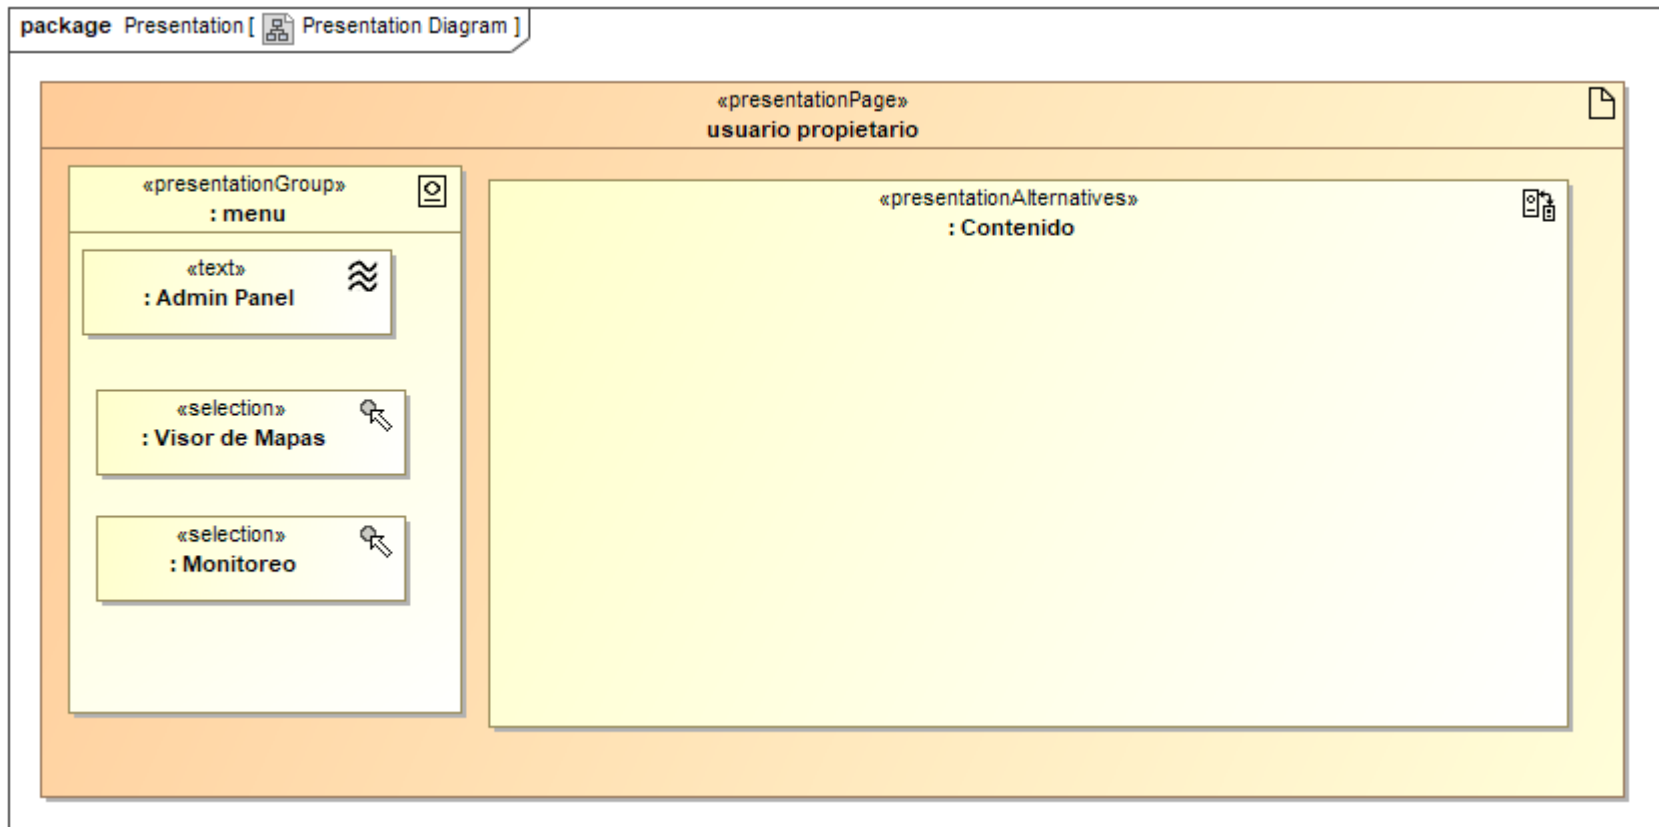 package Presentation [ Presentation Diagram ]
«presentationPage»
usuario propietario
«presentationGroup»
: menu
«text»
: Admin Panel
«selection»
: Visor de Mapas
«selection»
: Monitoreo
«presentationAlternatives»
: Contenido